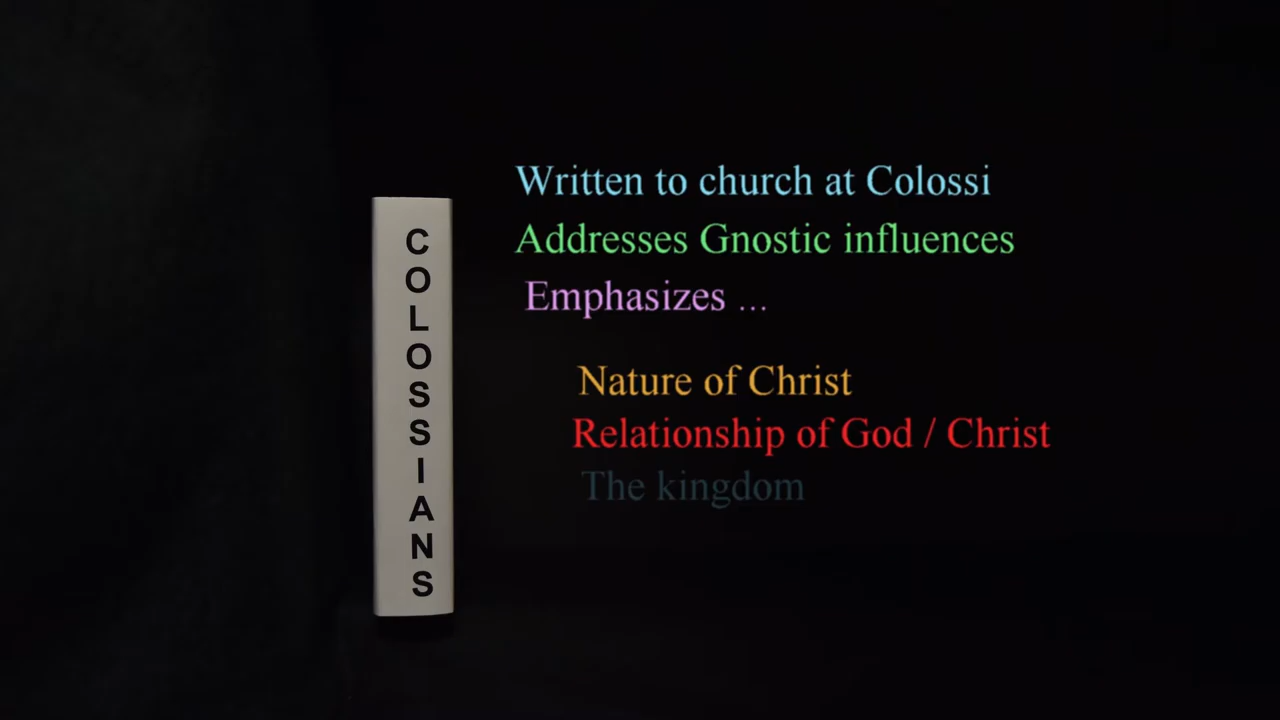 COLOSSIANS
Written to church at Colossi
Addresses Gnostic influences
Emphasizes ...
Nature of Christ
Relationship of God / Christ
The kingdom